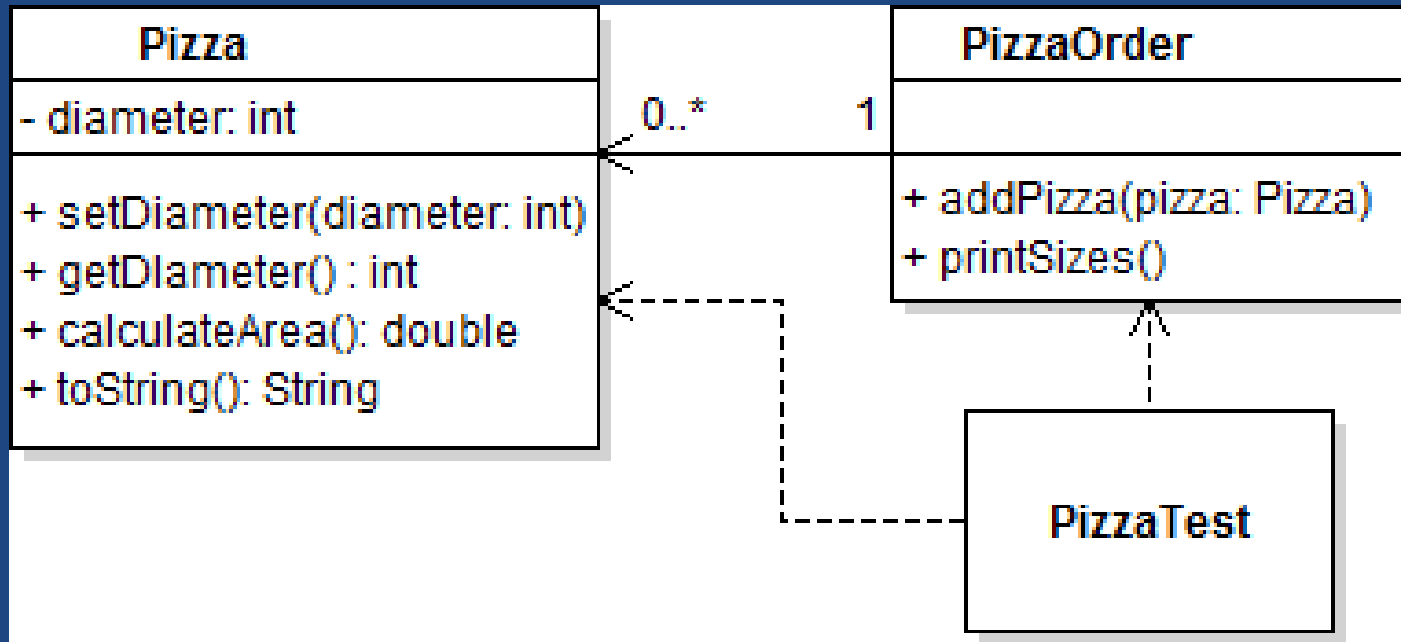 Pizza
- diameter: int
+ setDiameter(diameter: int)
+ getDIameter() : int
+ calculateArea(): double
+ toString(): String
0..*
1
PizzaOrder
+ addPizza(pizza: Pizza)
+ printSizes()
PizzaTest